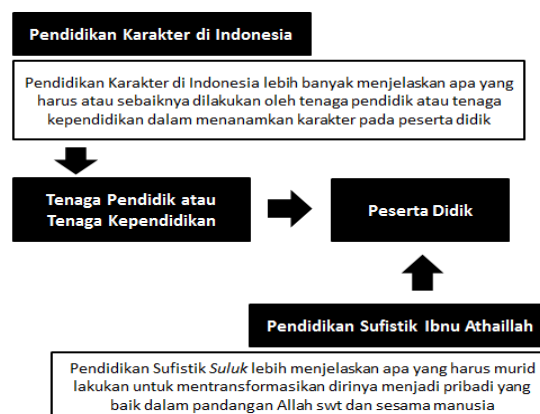 Pendidikan Karakter di Indonesia
Pendidikan Karakter di Indonesia lebih banyak menjelaskan apa yang
harus atau sebaiknya dilakukan oleh tenaga pendidik atau tenaga
kependidikan dalam menanamkan karakter pada peserta didik
Tenaga Pendidik atau
Tenaga Kependidikan
Peserta Didik
Pendidikan Sufistik Ibnu Athaillah
Pendidikan Sufistik Suluk lebih menjelaskan apa yang harus murid
lakukan untuk mentransformasikan dirinya menjadi pribadi yang
baik dalam pandangan Allah swt dan sesama manusia